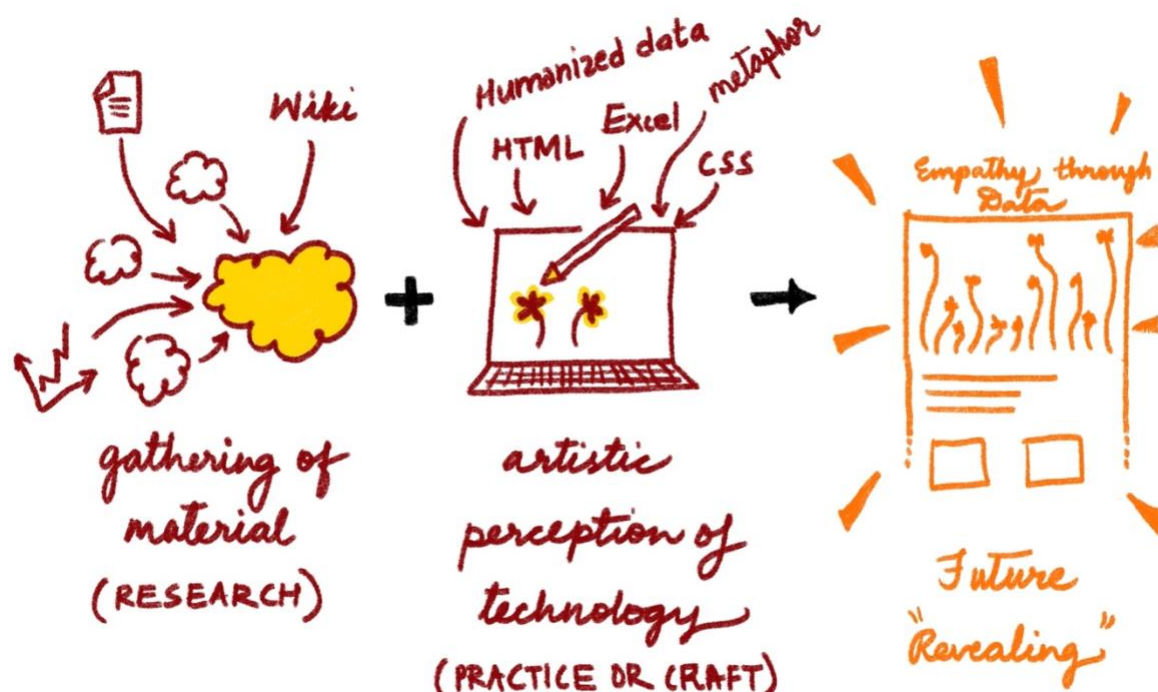 Wiki
gathering of
material
(RESEARCH)
Humanized data
metaphor
HTML
Excel
CSS
artistic
perception of
technology
(PRACTICE OR CRAFT)
Empathy through
Data
Future
"Revealing"